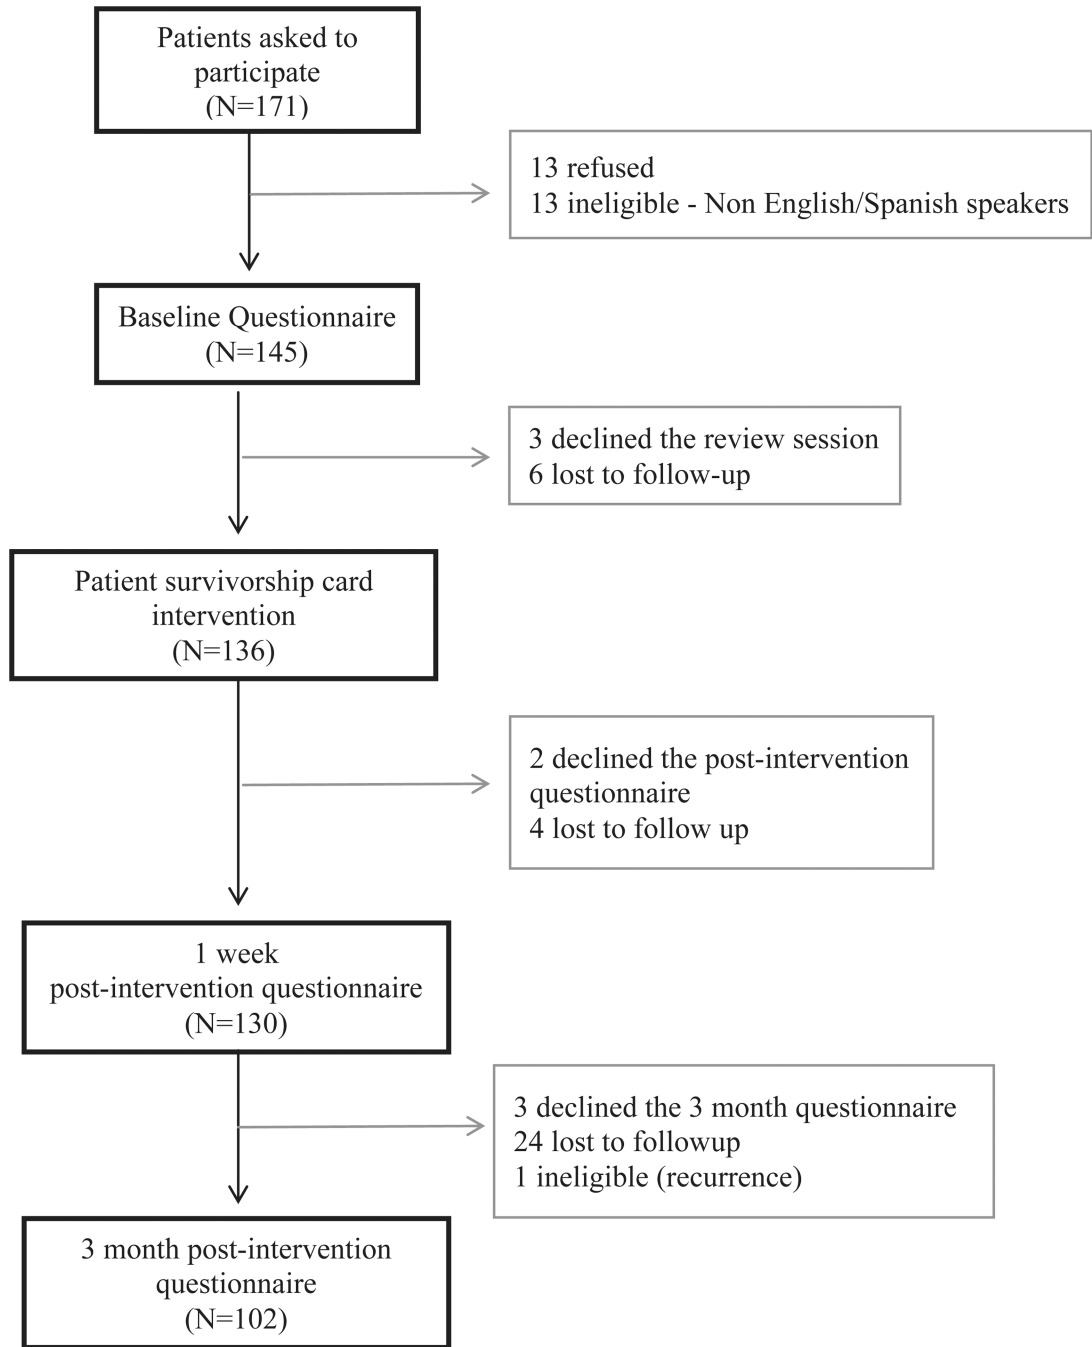 Patients asked to
participate
(N=171)
13 refused
13 ineligible - Non English/Spanish speakers
Baseline Questionnaire
(N=145)
3 declined the review session
6 lost to follow-up
Patient survivorship card
intervention
(N=136)
2 declined the post-intervention
questionnaire
4 lost to follow up
1 week
post-intervention questionnaire
(N=130)
3 declined the 3 month questionnaire
24 lost to followup
1 ineligible (recurrence)
3 month post-intervention
questionnaire
(N=102)